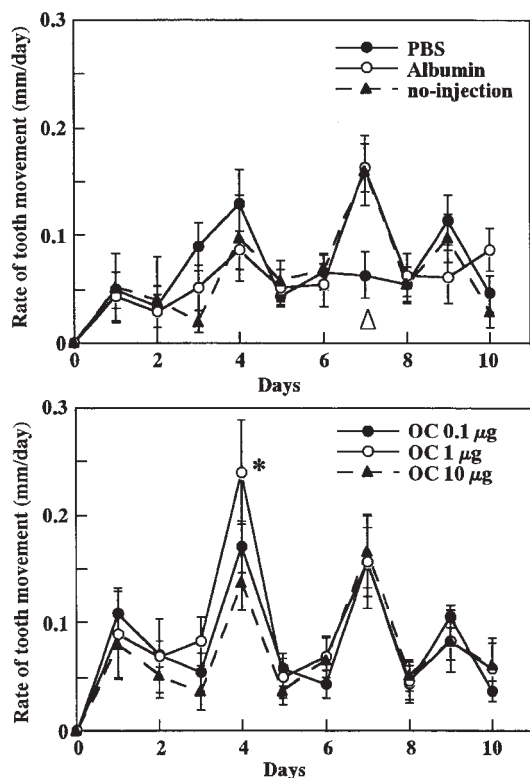 0.3
PBS
Albumin
no-injection
0.2
0.1
0
Rate of tooth movement (mm/day)
0 2 4 6 8 10
Days
0.3
OC 0.1 μg
OC 1 μg
OC 10 μg
*
0.2
0.1
0
Rate of tooth movement (mm/day)
0 2 4 6 8 10
Days